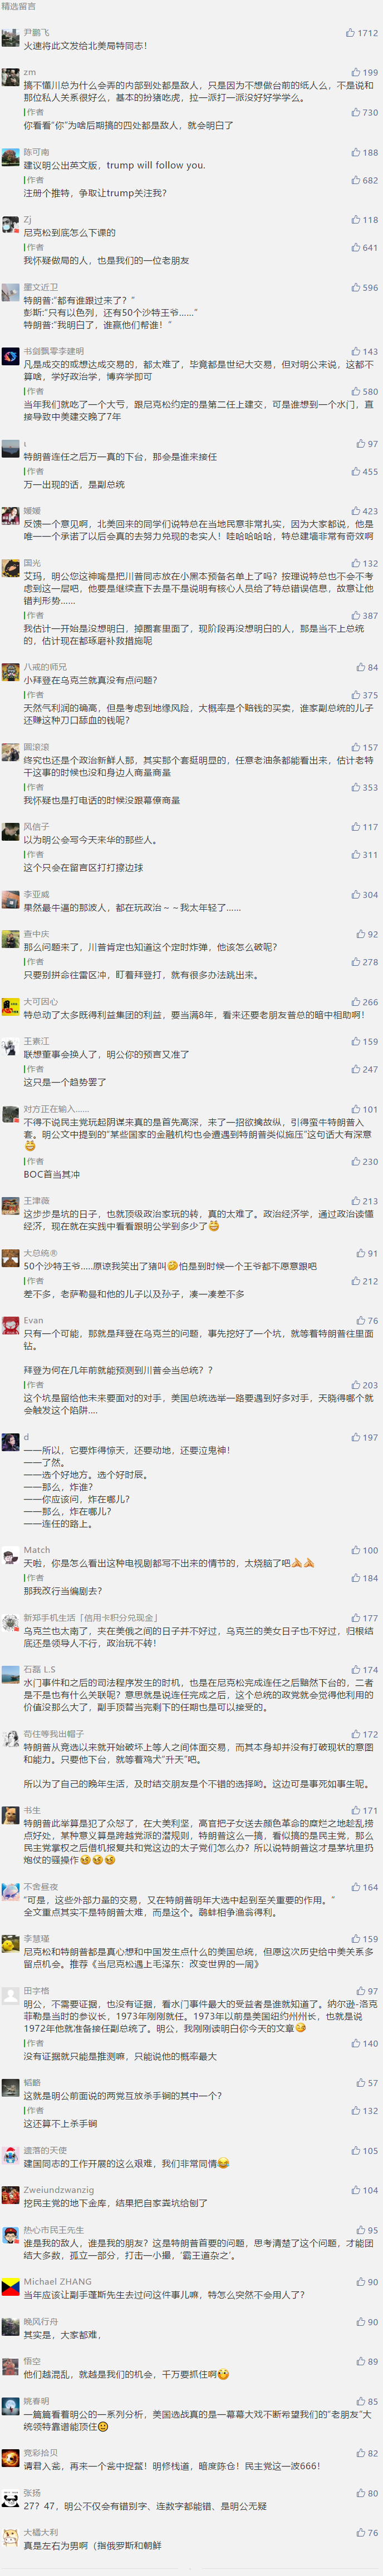 精选留言
尹鹏飞
1712
火速将此文发给北美局特同志！
zm
199
搞不懂川总为什么会弄的内部到处都是敌人，只是因为不想做台前的纸人么，不是说和
那位私人关系很好么，基本的扮猪吃虎，拉一派打一派没好好学学么。
作者
730
你看看“你”为啥后期搞的四处都是敌人，就会明白了
陈可南
188
建议明公出英文版，trump will follow you.
作者
682
注册个推特，争取让trump关注我？
Zj
118
尼克松到底怎么下课的
作者
641
我怀疑做局的人，也是我们的一位老朋友
墨文近卫
596
特朗普:“都有谁跟过来了？”
彭斯:“只有以色列，还有50个沙特王爷……”
特朗普:“我明白了，谁赢他们帮谁！”
书剑飘零李建明
143
凡是成交的或想达成交易的，都太难了，毕竟都是世纪大交易，但对明公来说，这都不
算啥，学好政治学，博弈学即可
作者
580
当年我们就吃了一个大亏，跟尼克松约定的是第二任上建交，可是谁想到一个水门，直
接导致中美建交晚了7年
ι
97
特朗普连任之后万一真的下台，那会是谁来接任
作者
455
万一出现的话，是副总统
媛媛
423
反馈一个意见啊，北美回来的同学们说特总在当地民意非常扎实，因为大家都说，他是
唯一一个承诺了以后会真的去努力兑现的老实人！哇哈哈哈哈，特总建墙非常有奇效啊
国光
132
艾玛，明公您这神嘴是把川普同志放在小黑本预备名单上了吗？按理说特总也不会不考
虑到这一层吧，他要是继续查下去是不是说明有核心人员给了特总错误信息，故意让他
错判形势……
作者
387
我估计一开始是没想明白，掉圈套里面了，现阶段再没想明白的人，那是当不上总统
的，估计现在都琢磨补救措施呢
八戒的师兄
84
小拜登在乌克兰就真没有点问题？
作者
375
天然气利润的确高，但是考虑到地缘风险，大概率是个赔钱的买卖，谁家副总统的儿子
还赚这种刀口舔血的钱呢？
圆滚滚
157
终究也还是个政治新鲜人那，其实那个套挺明显的，任意老油条都能看出来，估计老特
干这事的时候也没和身边人商量商量
作者
353
我怀疑也是打电话的时候没跟幕僚商量
风信子
117
以为明公会写今天来华的那些人。
作者
311
这个只会在留言区打打擦边球
李亚威
304
果然最牛逼的那波人，都在玩政治～～我太年轻了……
查中庆
92
那么问题来了，川普肯定也知道这个定时炸弹，他该怎么破呢？
作者
278
只要别拼命往雷区冲，盯着拜登打，就有很多办法跳出来。
大可因心
266
特总动了太多既得利益集团的利益，要当满8年，看来还要老朋友普总的暗中相助啊！
王素江
159
联想董事会换人了，明公你的预言又准了
作者
247
这只是一个趋势罢了
对方正在输入……
101
不得不说民主党玩起阴谋来真的是首先高深，来了一招欲擒故纵，引得蛮牛特朗普入
套。明公文中提到的“某些国家的金融机构也会遭遇到特朗普类似施压”这句话大有深意
作者
230
BOC首当其冲
王津薇
213
这步步是坑的日子，也就顶级政治家玩的转，真的太难了。政治经济学，通过政治读懂
经济，现在就在实践中看看跟明公学到多少了
大总统®
91
50个沙特王爷…..原谅我笑出了猪叫怕是到时候一个王爷都不愿意跟吧
作者
212
差不多，老萨勒曼和他的儿子以及孙子，凑一凑差不多
Evan
76
只有一个可能，那就是拜登在乌克兰的问题，事先挖好了一个坑，就等着特朗普往里面
钻。
拜登为何在几年前就能预测到川普会当总统？？
作者
203
这个坑是留给他未来要面对的对手，美国总统选举一路要遇到好多对手，天晓得哪个就
会触发这个陷阱....
d
197
——所以，它要炸得惊天，还要动地，还要泣鬼神！
——了然。
——选个好地方。选个好时辰。
——那么，炸谁？
——你应该问，炸在哪儿？
——那么，炸在哪儿？
——连任的路上。
Match
100
天啦，你是怎么看出这种电视剧都写不出来的情节的，太烧脑了吧
作者
184
那我改行当编剧去？
新郑手机生活「信用卡积分兑现金」
177
乌克兰也太南了，夹在美俄之间的日子并不好过，乌克兰的美女日子也不好过，归根结
底还是领导人不行，政治玩不转！
石磊 L.S
174
水门事件和之后的司法程序发生的时机，也是在尼克松完成连任之后黯然下台的，二者
是不是也有什么关联呢？意思就是说连任完成之后，这个总统的政党就会觉得他利用的
价值没那么大了，副手顶替当完剩下的任期也是可以接受的。
苟住等我出帽子
172
特朗普从竞选以来就开始破坏上等人之间体面交易，而其本身却并没有打破现状的意图
和能力。只要他下台，就等着鸡犬“升天”吧。
所以为了自己的晚年生活，及时结交朋友是个不错的选择哟。这边可是事死如事生呢。
书生
171
特朗普此举算是犯了众怒了，在大美利坚，高官把子女送去颜色革命的糜烂之地趁乱捞
点好处，某种意义算是跨越党派的潜规则，特朗普这么一搞，看似搞的是民主党，那么
民主党掌权之后借机报复共和党这边的太子党们怎么办？所以说特朗普这才是茅坑里扔
炮仗的骚操作
不舍昼夜
164
“可是，这些外部力量的交易，又在特朗普明年大选中起到至关重要的作用。”
全文重点其实不是特朗普太难，而是这个。鹬蚌相争渔翁得利。
李慧瑾
159
尼克松和特朗普都是真心想和中国发生点什么的美国总统，但愿这次历史给中美关系多
留点机会。推荐《当尼克松遇上毛泽东：改变世界的一周》
田字格
97
明公，不需要证据，也没有证据，看水门事件最大的受益者是谁就知道了。纳尔逊-洛克
菲勒是当时的参议长，1973年刚刚就任。1973年以前是美国纽约州州长，也就是说
1972年他就准备接任副总统了。明公，我刚刚读明白你今天的文章
作者
140
没有证据就只能是推测嘛，只能说他的概率最大
韬略
57
这就是明公前面说的两党互放杀手锏的其中一个？
作者
132
这还算不上杀手锏
遗落的天使
105
建国同志的工作开展的这么艰难，我们非常同情
Zweiundzwanzig
104
挖民主党的地下金库，结果把自家粪坑给刨了
热心市民王先生
95
谁是我的敌人，谁是我的朋友？这是特朗普首要的问题，思考清楚了这个问题，才能团
结大多数，孤立一部分，打击一小撮，‘霸王道杂之’。
Michael ZHANG
90
当年应该让副手蓬斯先生去过问这件事儿嘛，特怎么突然不会用人了？
晚风行舟
90
其实是，大家都难，
悟空
89
他们越混乱，就越是我们的机会，千万要抓住啊
姚春明
85
一篇篇看着明公的一系列分析，美国选战真的是一幕幕大戏不断希望我们的“老朋友”大
统领特靠谱能顶住
竞彩拾贝
82
请君入瓮，再来一个瓮中捉鳖！明修栈道，暗度陈仓！民主党这一波666！
张扬
80
27？47，明公不仅会有错别字、连数字都能错、是明公无疑
大橘大利
76
真是左右为男啊（指俄罗斯和朝鲜